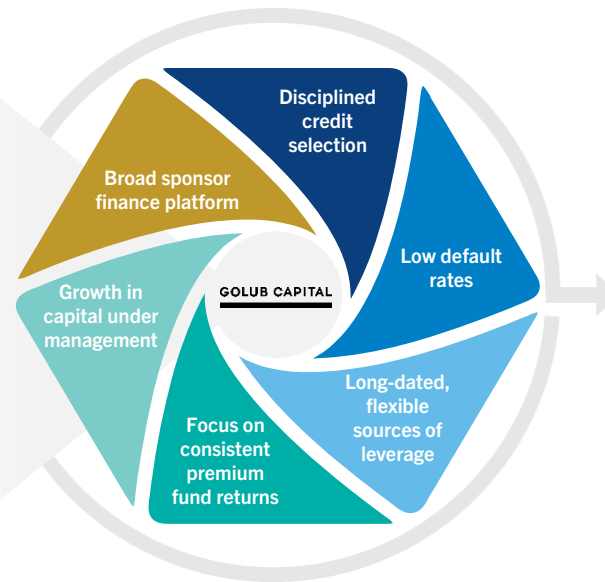 Disciplined
credit
selection
Low default
rates
Long-dated,
flexible
sources of
leverage
Focus on
consistent
premium
fund returns
Growth in
capital under
management
Broad sponsor
finance platform
GOLUB CAPITAL